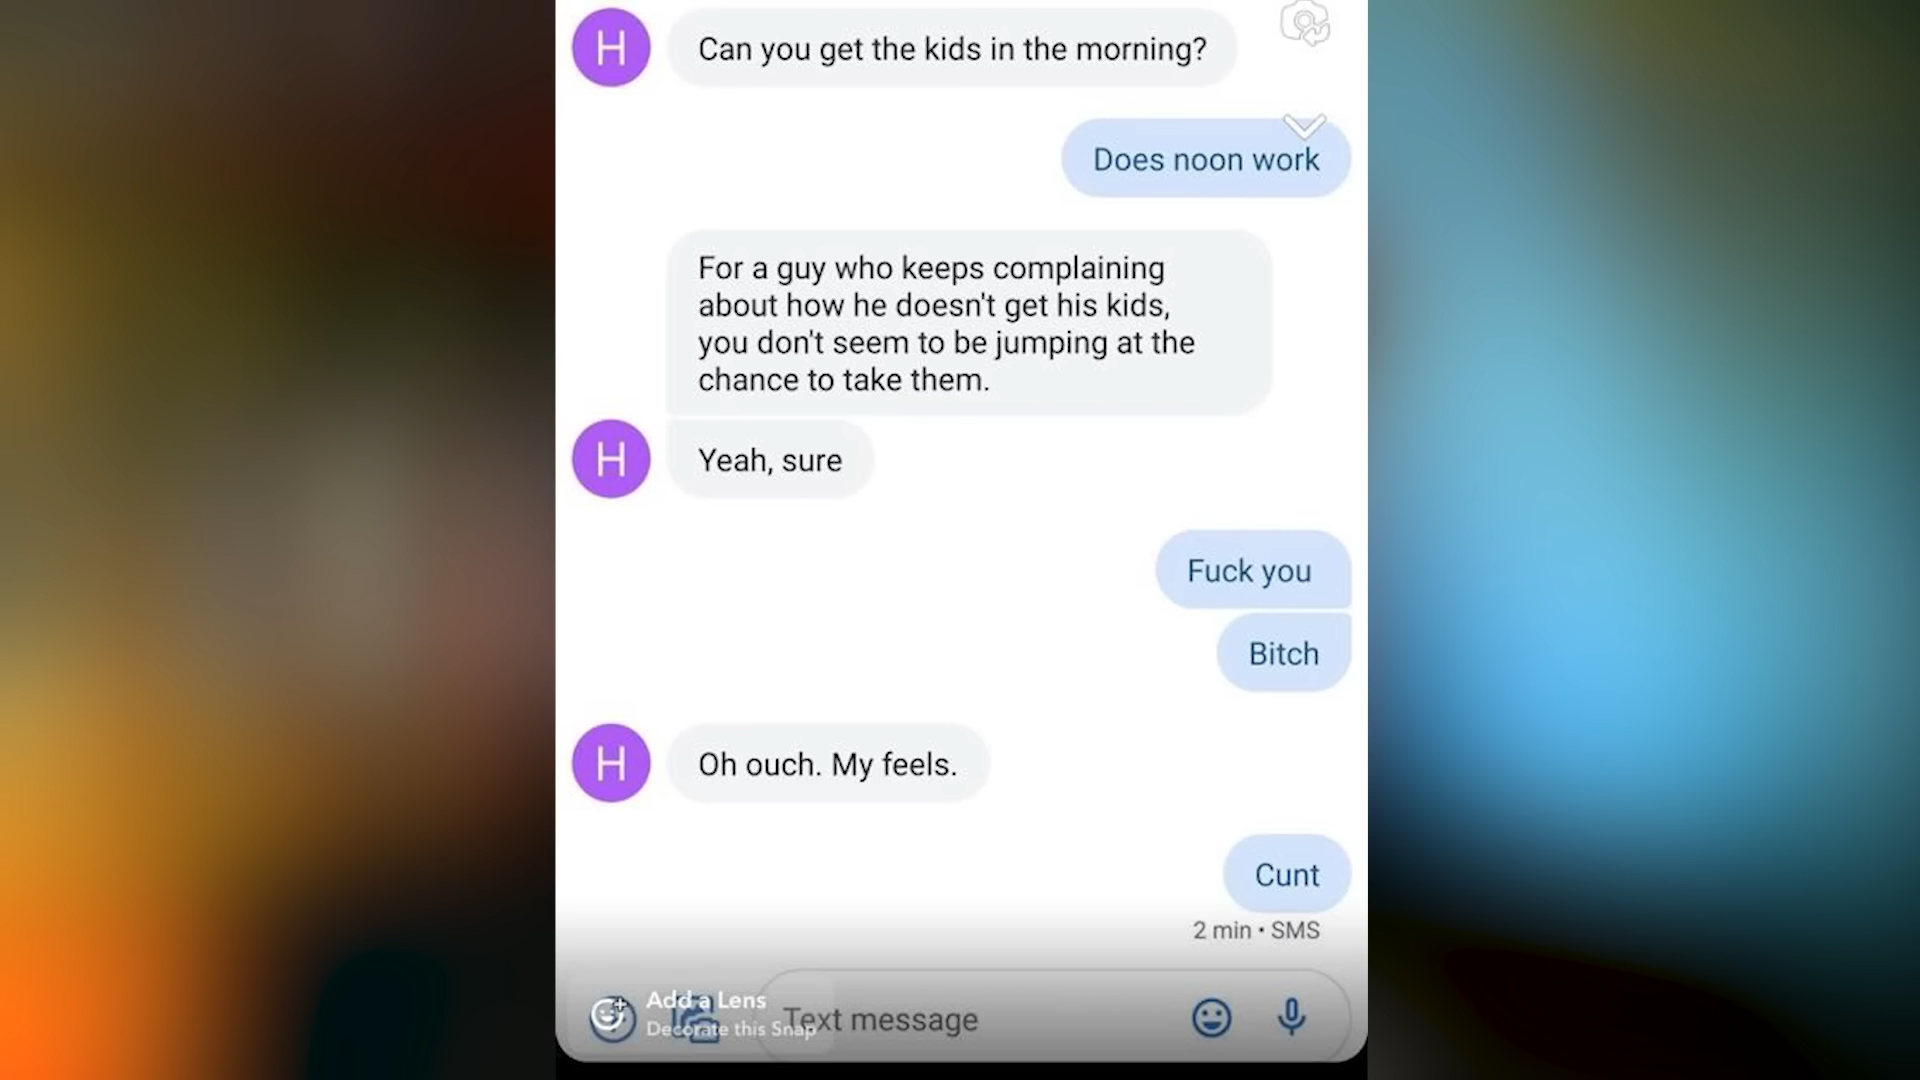 H
Can you get the kids in the morning?
Does noon work
For a guy who keeps complaining
about how he doesn't get his kids,
you don't seem to be jumping at the
chance to take them.
H
Yeah, sure
Fuck you
Bitch
H
Oh ouch. My feels.
Cunt
2 min • SMS
Add a Lens
Decorate this Snap
Text message